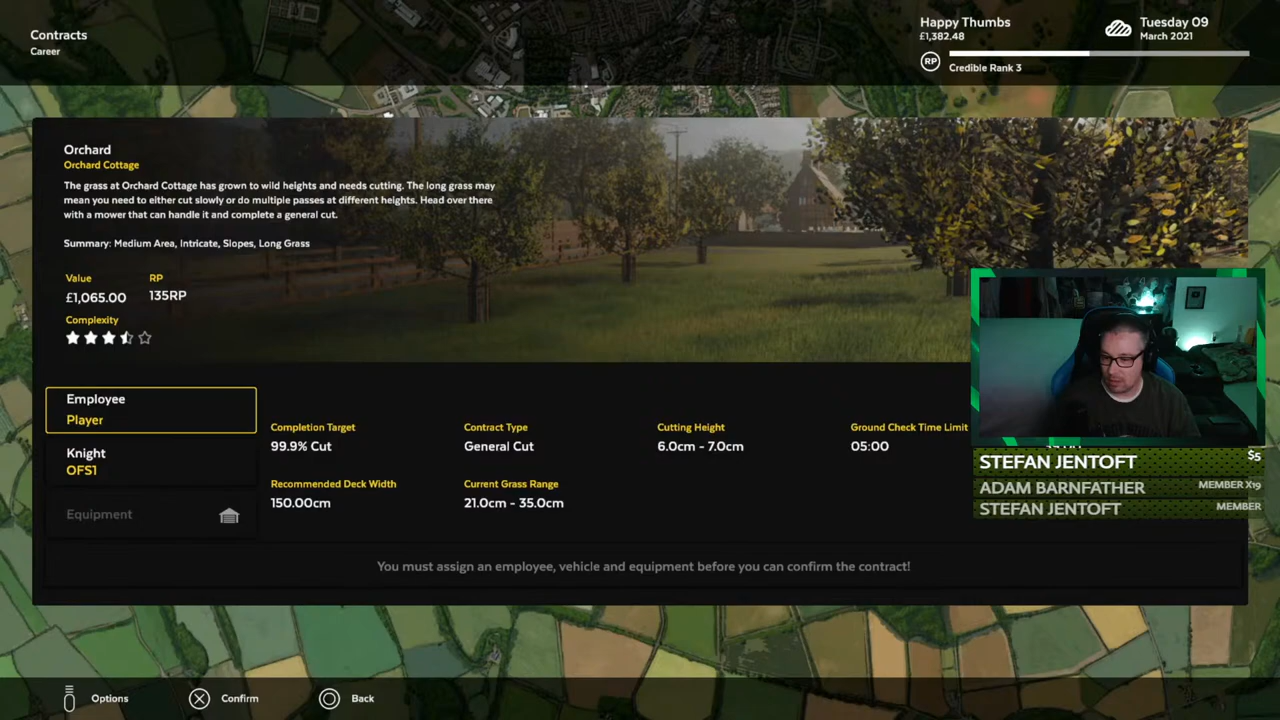 Contracts
Career
Happy Thumbs
£1,382.48
Tuesday 09
March 2021
RP
Credible Rank 3
Orchard
Orchard Cottage
The grass at Orchard Cottage has grown to wild heights and needs cutting. The long grass may
mean you need to either cut slowly or do multiple passes at different heights. Head over there
with a mower that can handle it and complete a general cut.
Summary: Medium Area, Intricate, Slopes, Long Grass
Value
RP
£1,065.00
135RP
Complexity
Employee
Player
Knight
OFS1
Equipment
Completion Target
99.9% Cut
Contract Type
General Cut
Cutting Height
6.0cm - 7.0cm
Ground Check Time Limit
05:00
Recommended Deck Width
150.00cm
Current Grass Range
21.0cm - 35.0cm
STEFAN JENTOFT $5
ADAM BARNFATHER MEMBER X19
STEFAN JENTOFT MEMBER
You must assign an employee, vehicle and equipment before you can confirm the contract!
Options
Confirm
Back